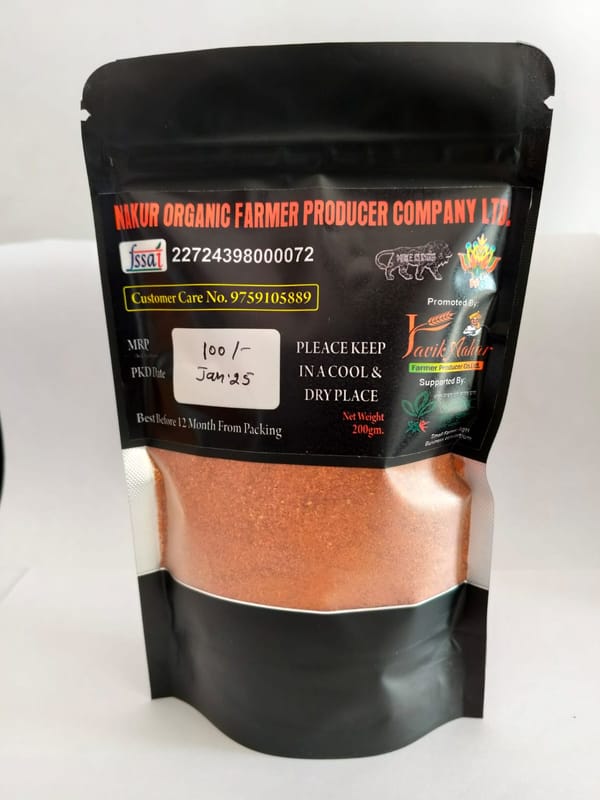 NAKUR ORGANIC FARMER PRODUCER COMPANY LTD.
fssai 22724398000072
Customer Care No. 9759105889
Promoted By:
Farmer Producer Co.Ltd.
Supported By:
MRP 100/-
PKD Date Jan'25
PLEACE KEEP
IN A COOL &
DRY PLACE
Net Weight
200gm.
Best Before 12 Month From Packing